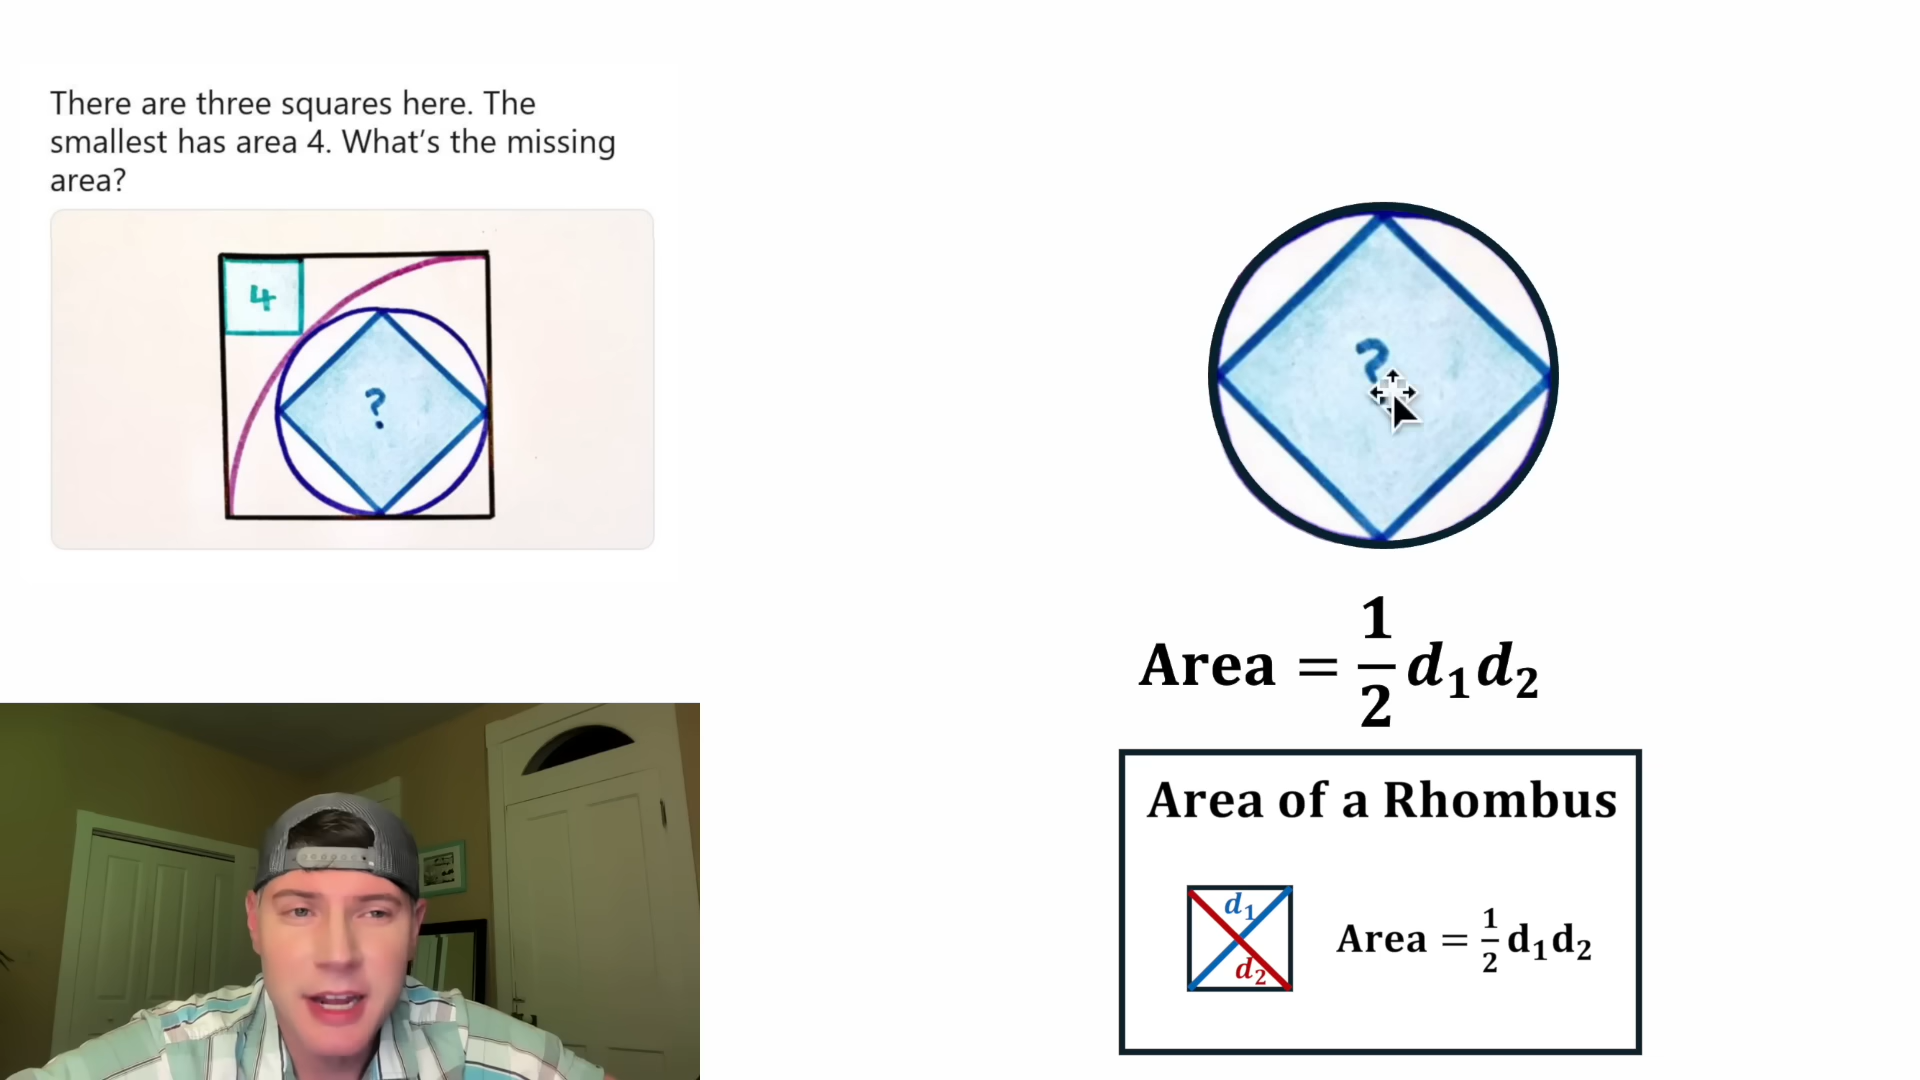 There are three squares here. The
smallest has area 4. What’s the missing
area?
4
?
?
Area = 1/2 d₁d₂
Area of a Rhombus
d₁
d₂
Area = 1/2 d₁d₂